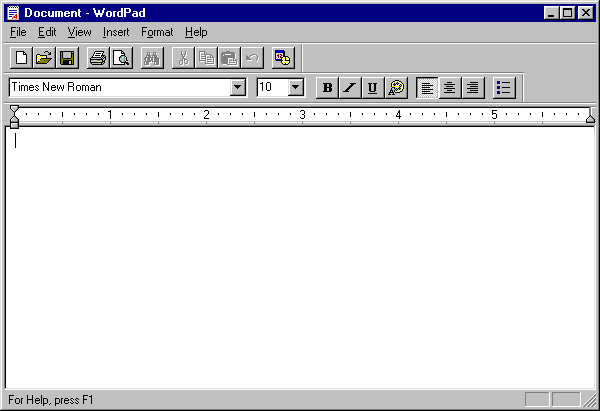 Document - WordPad
File Edit View Insert Format Help
Times New Roman 10 B I U
1 2 3 4 5
For Help, press F1